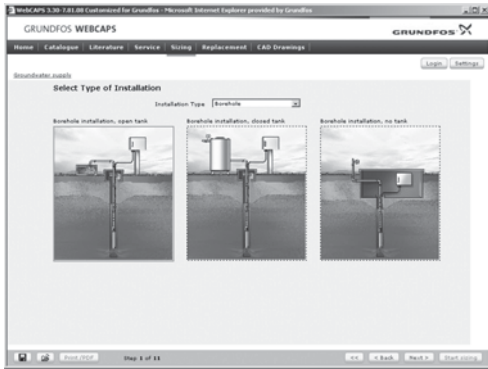 WebCAPS 3.30-7.01.00 Customized for Grundfos - Microsoft Internet Explorer provided by Grundfos
GRUNDFOS WEBCAPS
GRUNDFOS
Home Catalogue Literature Service Sizing Replacement CAD Drawings
Login Settings
Groundwater supply
Select Type of Installation
Installation Type Borehole
Borehole installation, open tank Borehole installation, closed tank Borehole installation, no tank
Print/PDF Step 1 of 11 << < Back Next > Start sizing